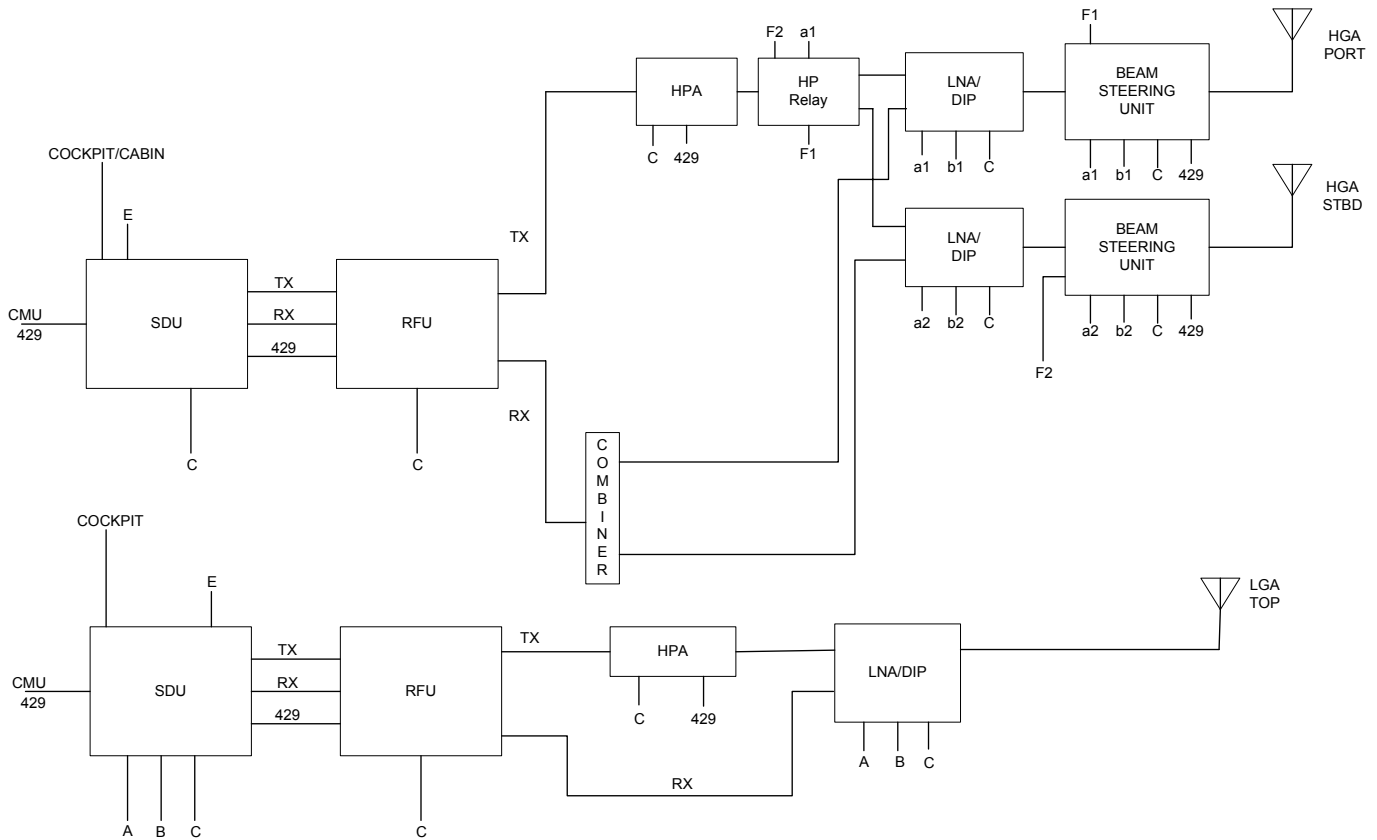 F1
HGA
PORT
F2
a1
HPA
HP
Relay
LNA/
DIP
BEAM
STEERING
UNIT
C
429
F1
a1
b1
C
a1
b1
C
429
COCKPIT/CABIN
E
TX
HGA
STBD
LNA/
DIP
BEAM
STEERING
UNIT
CMU
429
SDU
TX
RX
429
RFU
a2
b2
C
a2
b2
C
429
F2
RX
C
C
C
O
M
B
I
N
E
R
COCKPIT
E
LGA
TOP
TX
HPA
LNA/DIP
CMU
429
SDU
TX
RX
429
RFU
C
429
A
B
C
RX
A
B
C
C